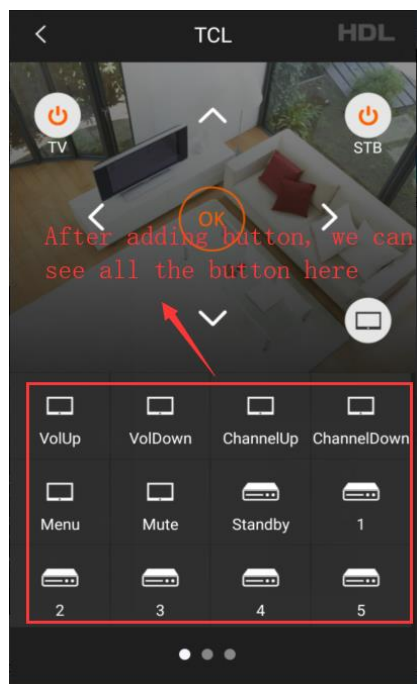 TCL
HDL
TV
STB
OK
After adding button, we can
see all the button here
VolUp
VolDown
ChannelUp
ChannelDown
Menu
Mute
Standby
1
2
3
4
5